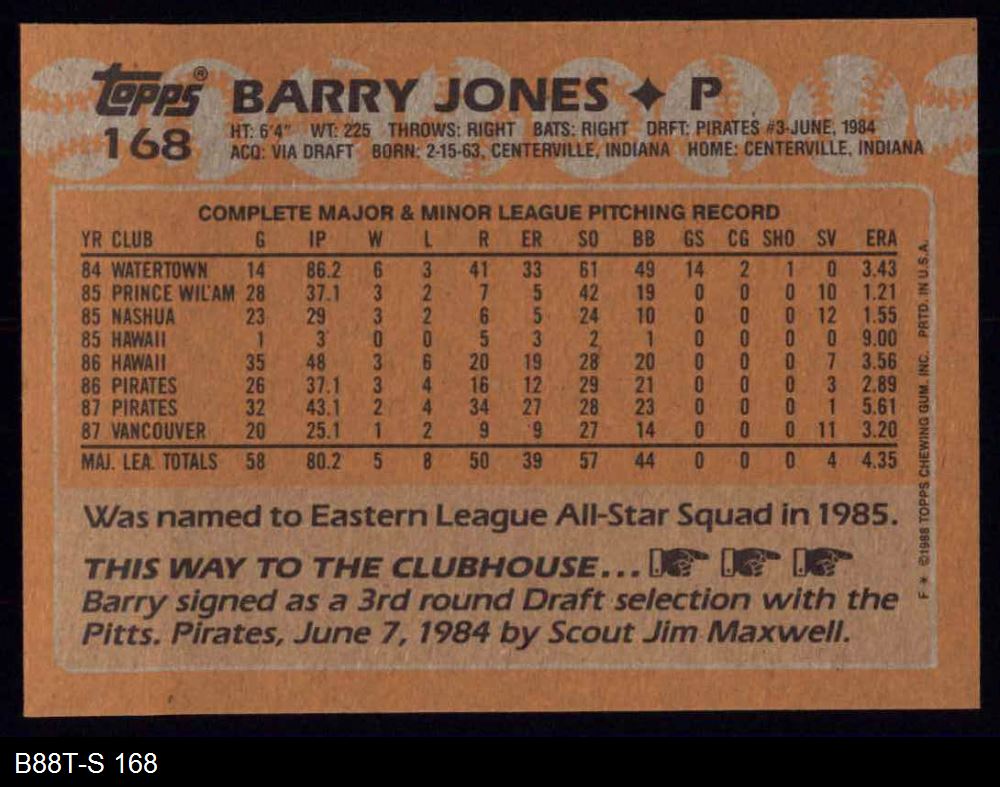 Topps® BARRY JONES ✦ P
168 HT: 6'4" WT: 225 THROWS: RIGHT BATS: RIGHT DRFT: PIRATES #3-JUNE, 1984
ACQ: VIA DRAFT BORN: 2-15-63, CENTERVILLE, INDIANA HOME: CENTERVILLE, INDIANA
COMPLETE MAJOR & MINOR LEAGUE PITCHING RECORD
YR CLUB G IP W L R ER SO BB GS CG SHO SV ERA
84 WATERTOWN 14 86.2 6 3 41 33 61 49 14 2 1 0 3.43
85 PRINCE WIL'AM 28 37.1 3 2 7 5 42 19 0 0 0 10 1.21
85 NASHUA 23 29 3 2 6 5 24 10 0 0 0 12 1.55
85 HAWAII 1 3 0 0 5 3 2 1 0 0 0 0 9.00
86 HAWAII 35 48 3 6 20 19 28 20 0 0 0 7 3.56
86 PIRATES 26 37.1 3 4 16 12 29 21 0 0 0 3 2.89
87 PIRATES 32 43.1 2 4 34 27 28 23 0 0 0 1 5.61
87 VANCOUVER 20 25.1 1 2 9 9 27 14 0 0 0 11 3.20
MAJ. LEA. TOTALS 58 80.2 5 8 50 39 57 44 0 0 0 4 4.35
Was named to Eastern League All-Star Squad in 1985.
THIS WAY TO THE CLUBHOUSE...
Barry signed as a 3rd round Draft selection with the
Pitts. Pirates, June 7, 1984 by Scout Jim Maxwell.
F * ©1988 TOPPS CHEWING GUM, INC. PRTD. IN U.S.A.
B88T-S 168